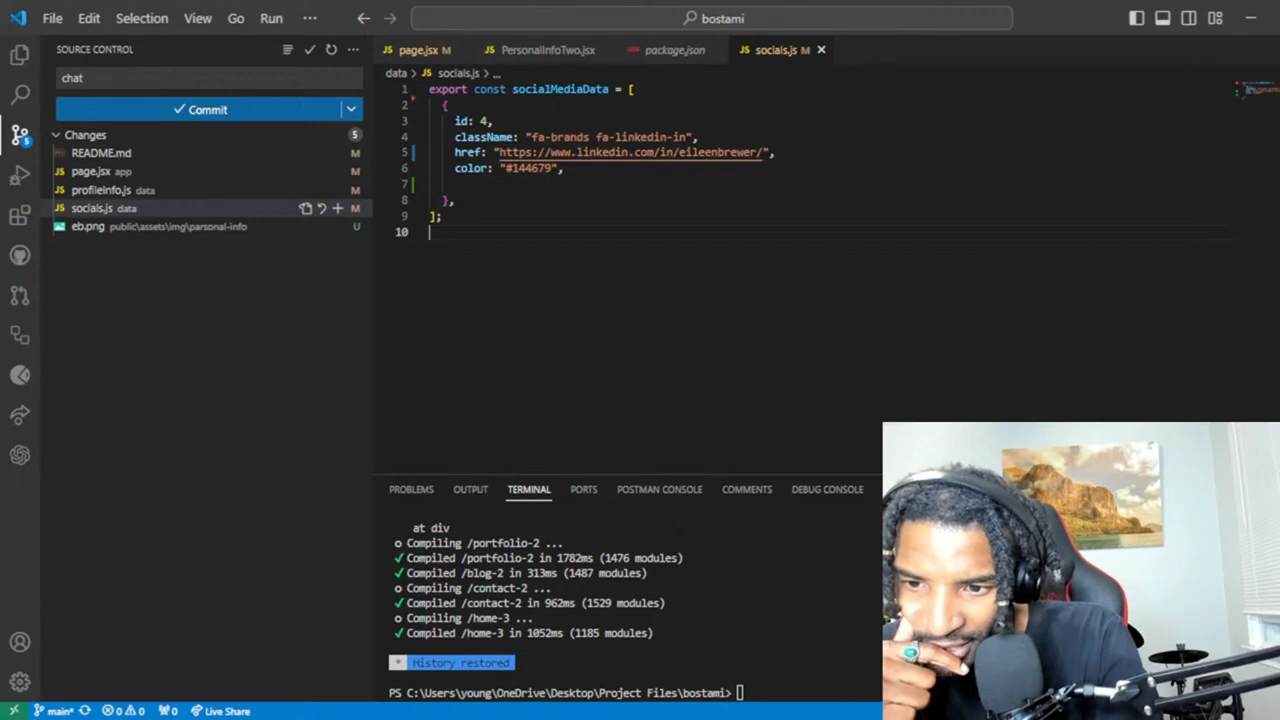 File Edit Selection View Go Run ··· bostami
SOURCE CONTROL
chat
Commit
Changes 5
README.md M
page.jsx app M
profileInfo.js data M
socials.js data M
eb.png public\assets\img\parsonal-info U
page.jsx M PersonalInfoTwo.jsx package.json socials.js M
data > socials.js > ...
1 export const socialMediaData = [
2 {
3 id: 4,
4 className: "fa-brands fa-linkedin-in",
5 href: "https://www.linkedin.com/in/eileenbrewer/",
6 color: "#144679",
7
8 },
9 ];
10
PROBLEMS OUTPUT TERMINAL PORTS POSTMAN CONSOLE COMMENTS DEBUG CONSOLE
at div
o Compiling /portfolio-2 ...
✓ Compiled /portfolio-2 in 1782ms (1476 modules)
✓ Compiled /blog-2 in 313ms (1487 modules)
o Compiling /contact-2 ...
✓ Compiled /contact-2 in 962ms (1529 modules)
o Compiling /home-3 ...
✓ Compiled /home-3 in 1052ms (1185 modules)
* History restored
PS C:\Users\young\OneDrive\Desktop\Project Files\bostami>
main* 0 0 0 Live Share